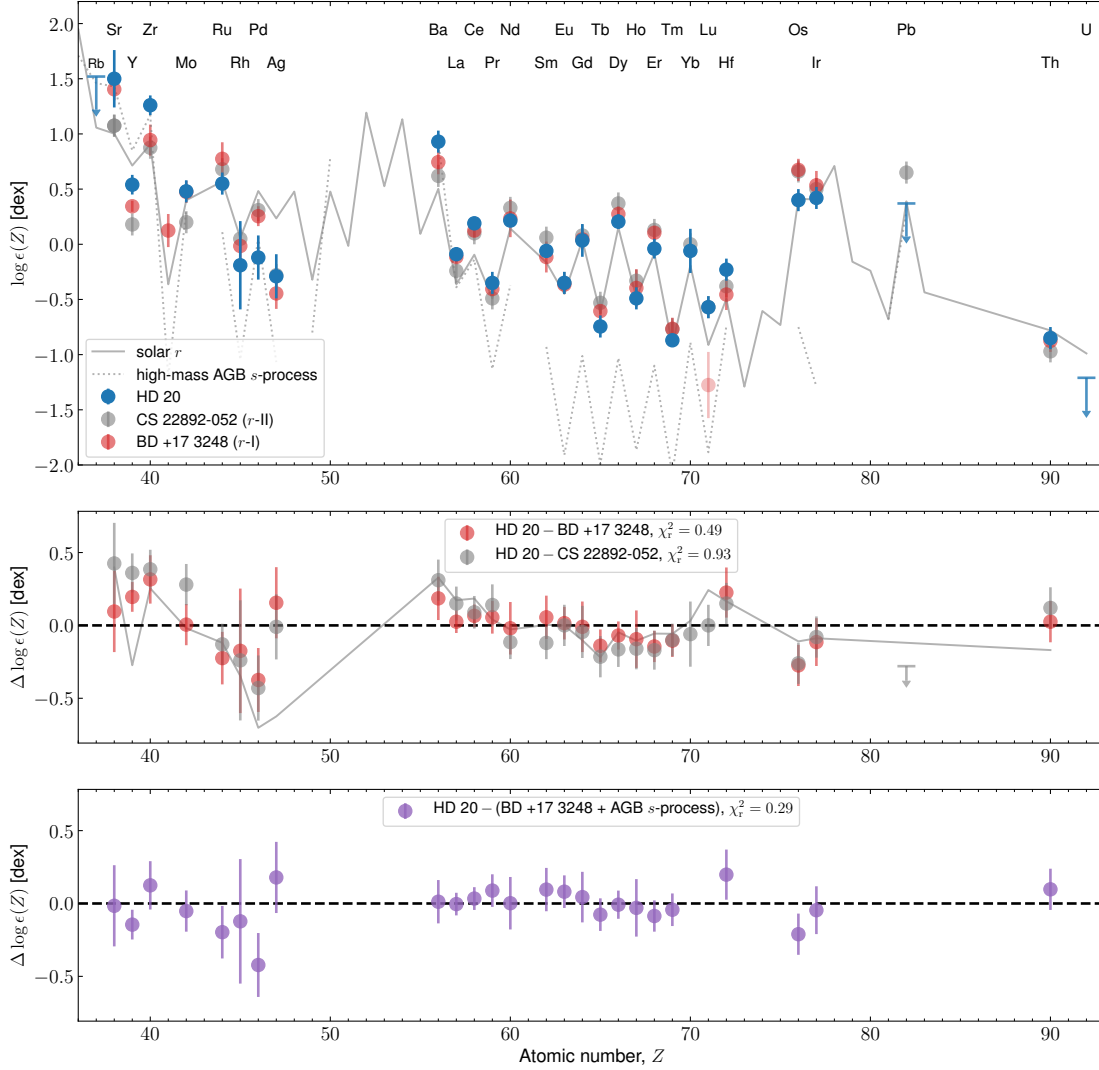 Sr Zr Ru Pd Ba Ce Nd Eu Tb Ho Tm Lu Os Pb U
Rb Y Mo Rh Ag La Pr Sm Gd Dy Er Yb Hf Ir Th
log ϵ(Z) [dex]
2.0
1.5
1.0
0.5
0.0
−0.5
−1.0
−1.5
−2.0
solar r
high-mass AGB s-process
HD 20
CS 22892-052 (r-II)
BD +17 3248 (r-I)
40 50 60 70 80 90
Δ log ϵ(Z) [dex]
0.5
0.0
−0.5
HD 20 − BD +17 3248, χ²ᵣ = 0.49
HD 20 − CS 22892-052, χ²ᵣ = 0.93
40 50 60 70 80 90
Δ log ϵ(Z) [dex]
0.5
0.0
−0.5
HD 20 − (BD +17 3248 + AGB s-process), χ²ᵣ = 0.29
40 50 60 70 80 90
Atomic number, Z